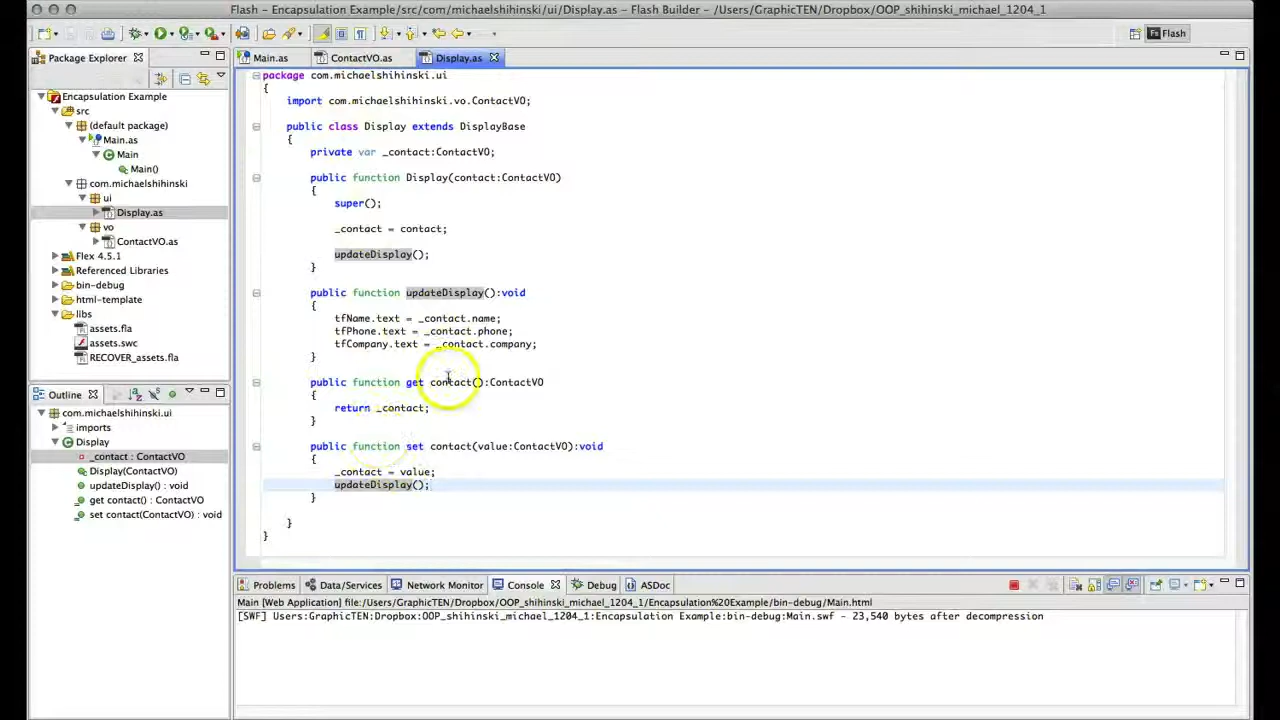 Flash - Encapsulation Example/src/com/michaelshihinski/ui/Display.as - Flash Builder - /Users/GraphicTEN/Dropbox/OOP_shihinski_michael_1204_1
Flash
Package Explorer
Encapsulation Example
src
(default package)
Main.as
Main
Main()
com.michaelshihinski
ui
Display.as
vo
ContactVO.as
Flex 4.5.1
Referenced Libraries
bin-debug
html-template
libs
assets.fla
assets.swc
RECOVER_assets.fla
Outline
com.michaelshihinski.ui
imports
Display
_contact : ContactVO
Display(ContactVO)
updateDisplay() : void
get contact() : ContactVO
set contact(ContactVO) : void
Main.as
ContactVO.as
Display.as
package com.michaelshihinski.ui
{
import com.michaelshihinski.vo.ContactVO;
public class Display extends DisplayBase
{
private var _contact:ContactVO;
public function Display(contact:ContactVO)
{
super();
_contact = contact;
updateDisplay();
}
public function updateDisplay():void
{
tfName.text = _contact.name;
tfPhone.text = _contact.phone;
tfCompany.text = _contact.company;
}
public function get contact():ContactVO
{
return _contact;
}
public function set contact(value:ContactVO):void
{
_contact = value;
updateDisplay();
}
}
}
Problems
Data/Services
Network Monitor
Console
Debug
ASDoc
Main [Web Application] file:/Users/GraphicTEN/Dropbox/OOP_shihinski_michael_1204_1/Encapsulation%20Example/bin-debug/Main.html
[SWF] Users:GraphicTEN:Dropbox:OOP_shihinski_michael_1204_1:Encapsulation Example:bin-debug:Main.swf - 23,540 bytes after decompression